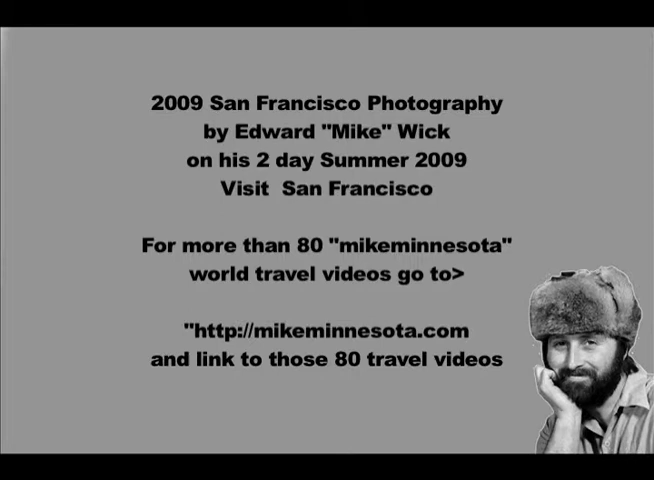 2009 San Francisco Photography
by Edward "Mike" Wick
on his 2 day Summer 2009
Visit San Francisco
For more than 80 "mikeminnesota"
world travel videos go to>
"http://mikeminnesota.com
and link to those 80 travel videos